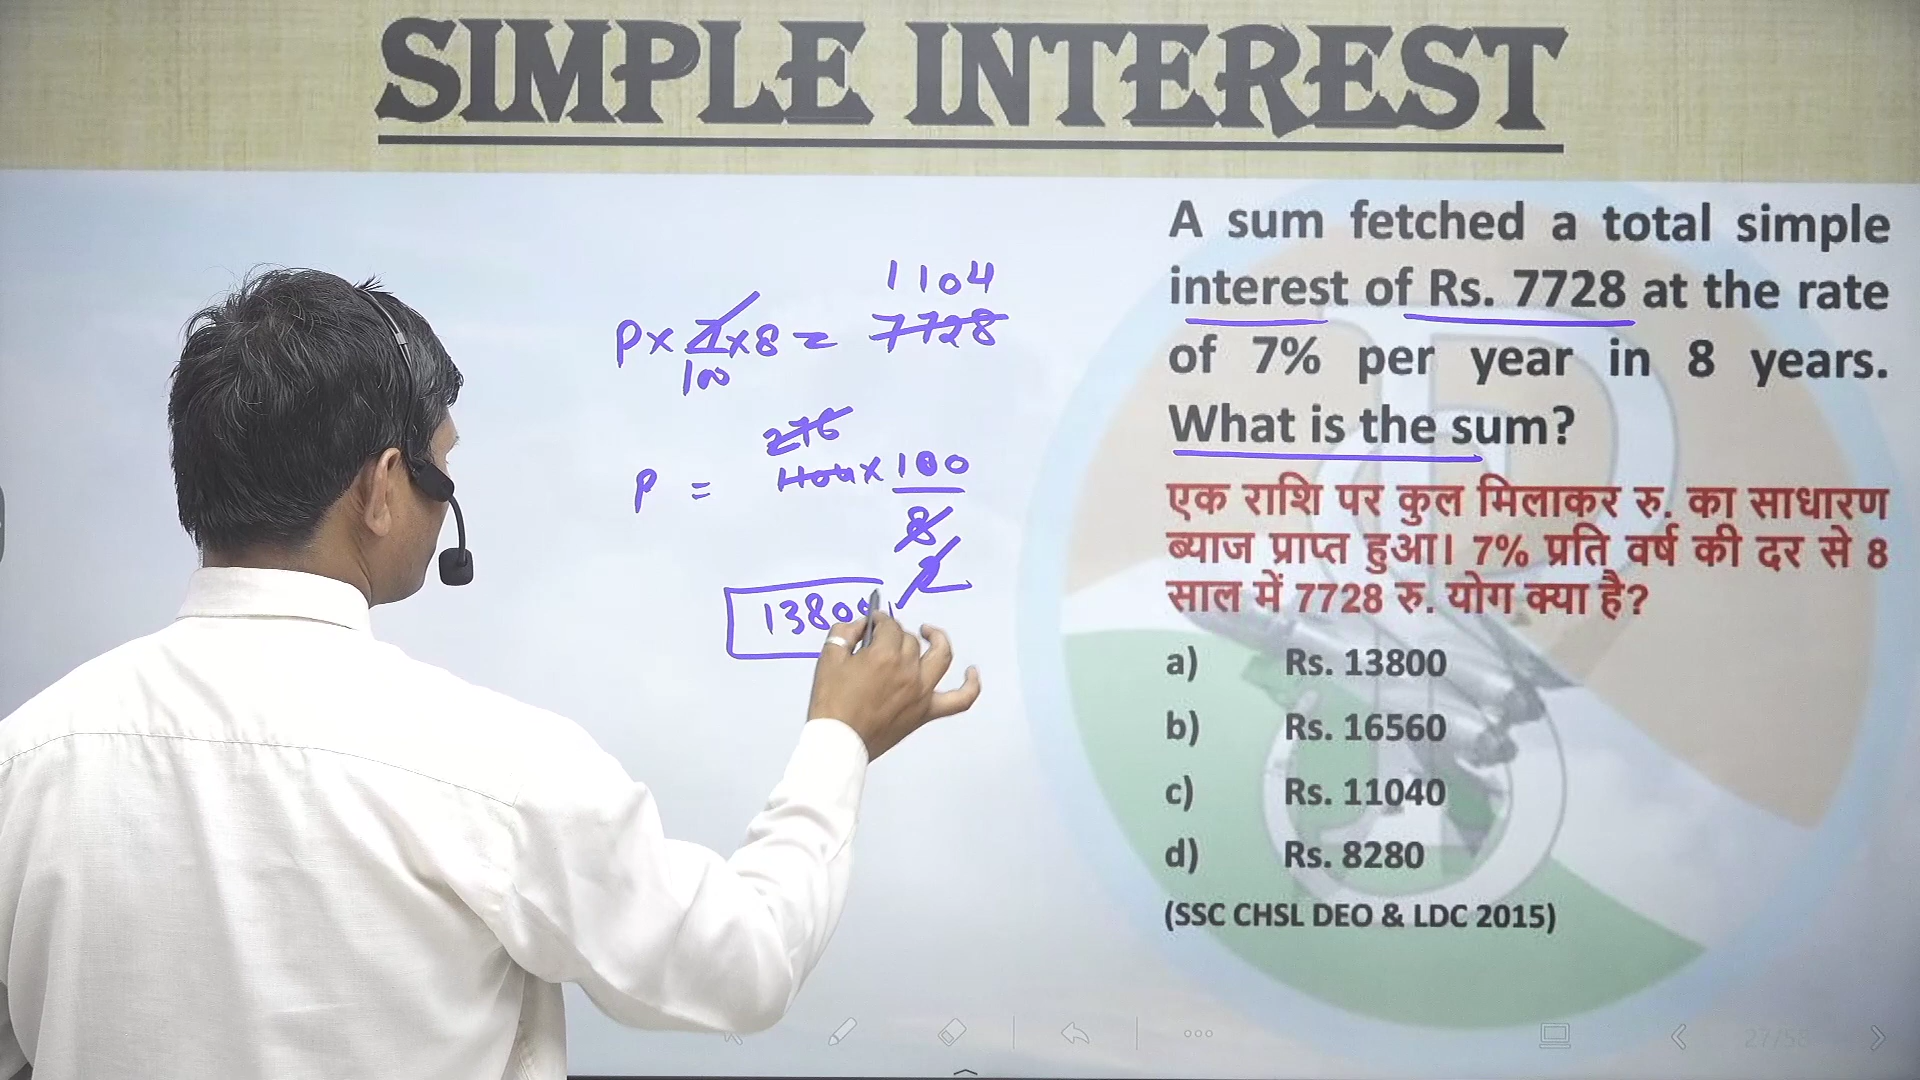 SIMPLE INTEREST
1104
P× 7/100 ×8= 7728
276
P = 1104× 100/8
2
13800
A sum fetched a total simple
interest of Rs. 7728 at the rate
of 7% per year in 8 years.
What is the sum?
एक राशि पर कुल मिलाकर रु. का साधारण
ब्याज प्राप्त हुआ। 7% प्रति वर्ष की दर से 8
साल में 7728 रु. योग क्या है?
a) Rs. 13800
b) Rs. 16560
c) Rs. 11040
d) Rs. 8280
(SSC CHSL DEO & LDC 2015)